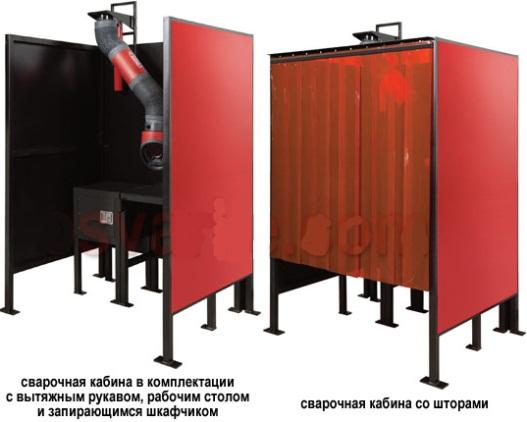 сварочная кабина в комплектации
с вытяжным рукавом, рабочим столом
и запирающимся шкафчиком
сварочная кабина со шторами